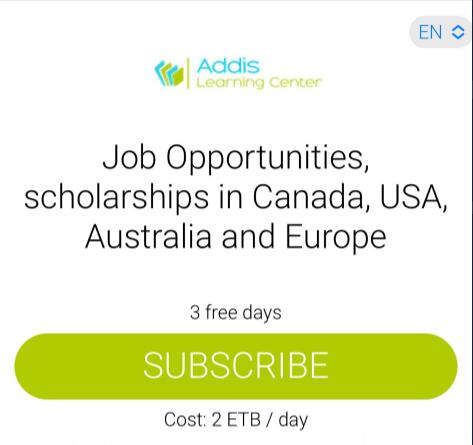 EN
Addis
Learning Center
Job Opportunities,
scholarships in Canada, USA,
Australia and Europe
3 free days
SUBSCRIBE
Cost: 2 ETB / day